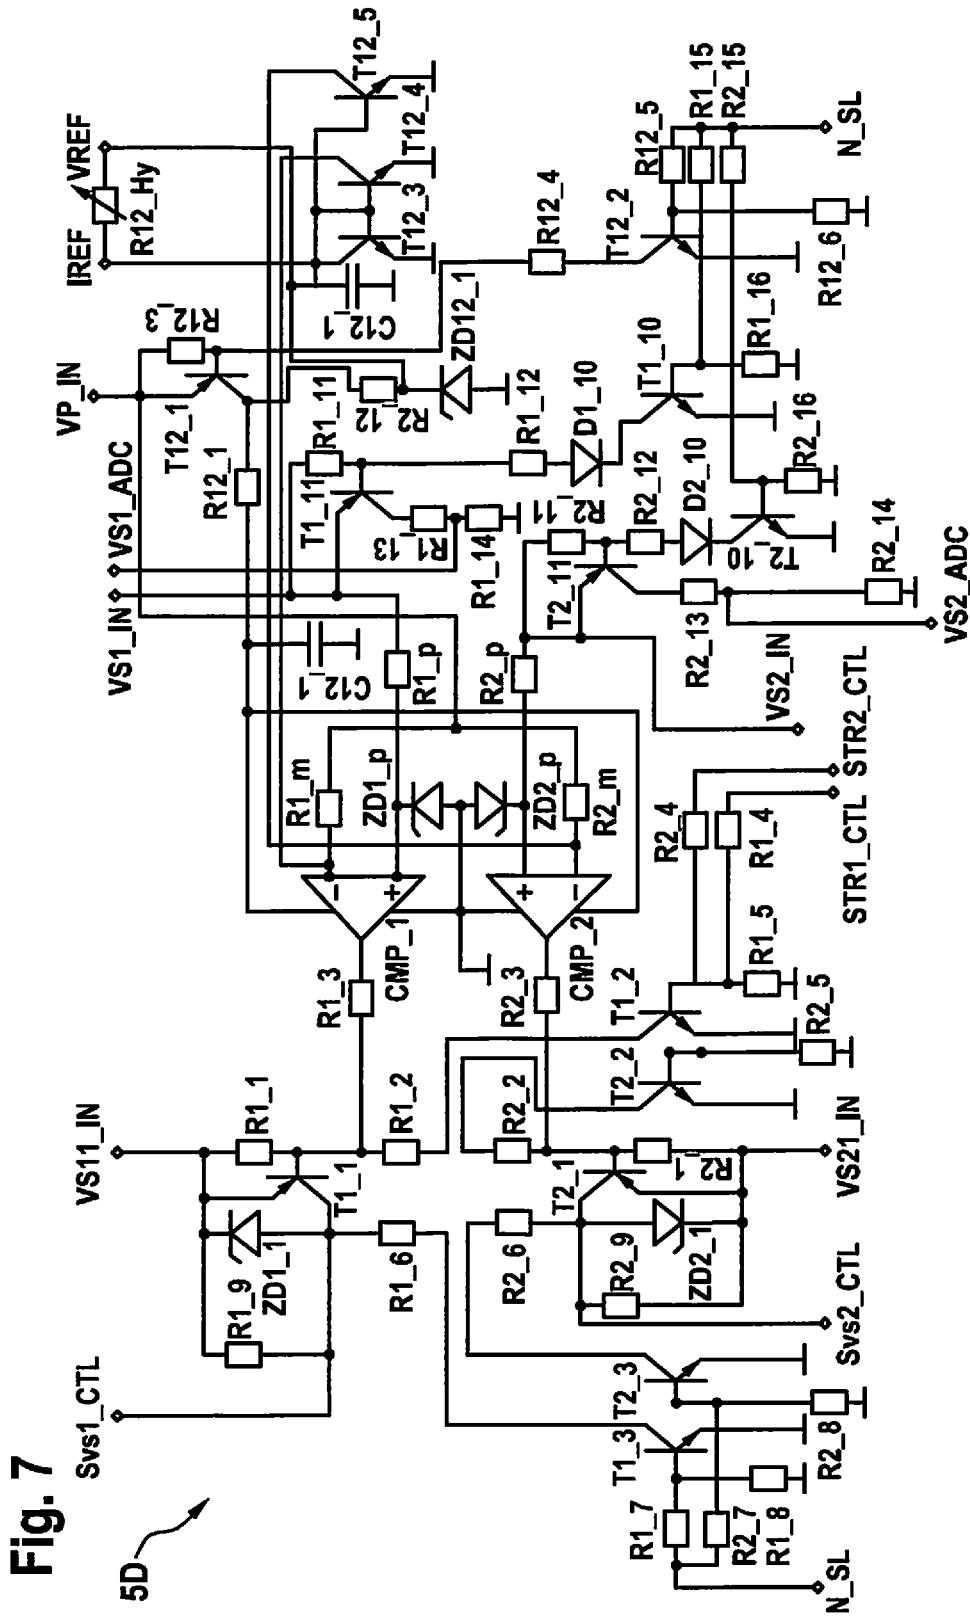 Fig. 7
5D
Svs1_CTL
VS11_IN
VS1_IN
VS1_ADC
VP_IN
IREF
VREF
R12_Hy
R1_9
ZD1_1
R1_1
T1_1
R1_6
R1_2
R1_3
CMP_1
R1_m
ZD1_p
C12_1
R1_p
R12_1
T12_1
R12_3
T1_11
R1_11
R1_13
R1_14
R2_12
ZD12_1
C12_1
T12_3
T12_4
T12_5
R1_12
D1_10
R12_4
-
+
+
-
R2_6
T2_1
R2_2
R2_3
CMP_2
ZD2_p
R2_m
R2_p
T2_11
R2_11
R2_12
D2_10
T1_10
T12_2
R12_5
R1_15
R2_15
R2_9
ZD2_1
R2_1
T2_2
T1_2
R2_4
R1_4
R1_5
R2_5
R2_13
T2_10
R2_16
R1_16
R12_6
R2_14
T1_3
T2_3
R1_7
R2_7
R1_8
R2_8
N_SL
Svs2_CTL
VS21_IN
STR1_CTL
STR2_CTL
VS2_IN
VS2_ADC
N_SL